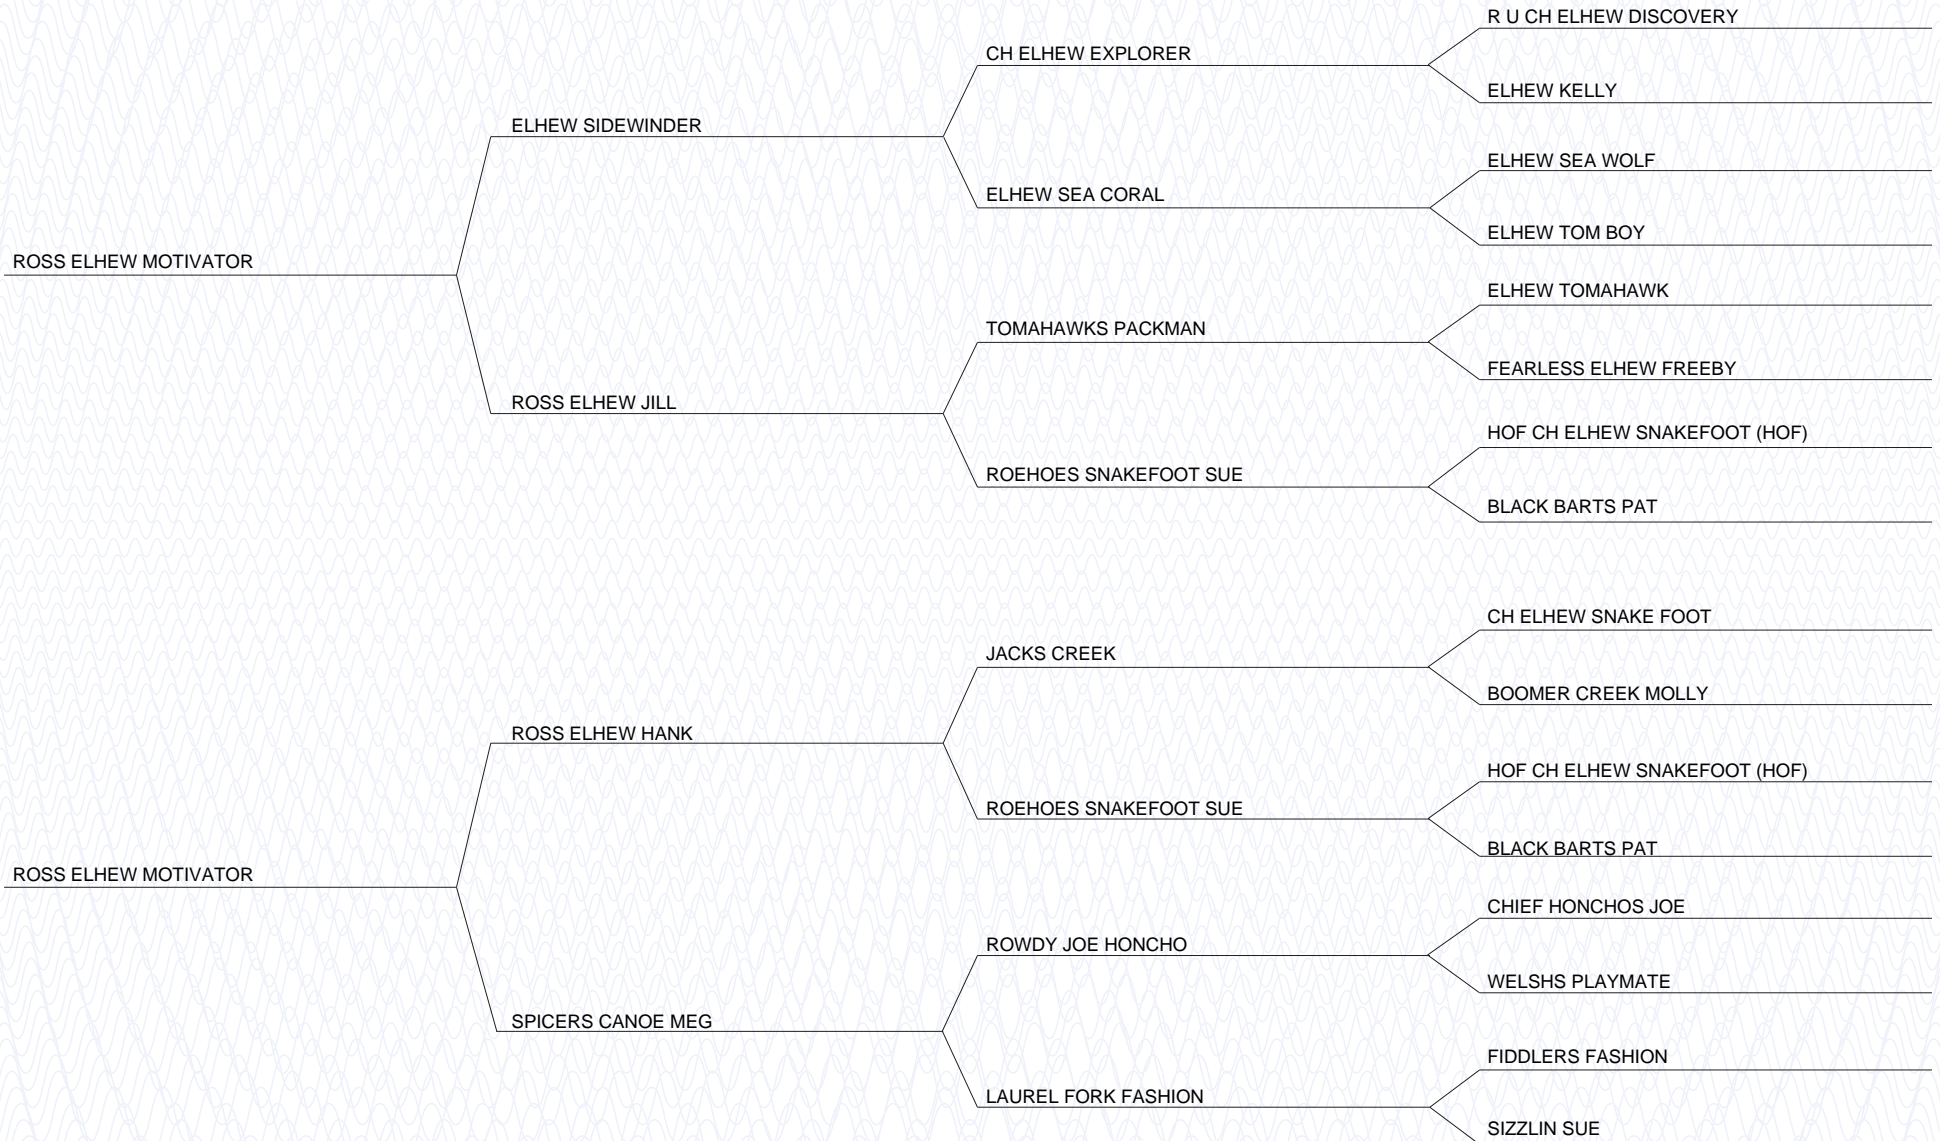 R U CH ELHEW DISCOVERY
CH ELHEW EXPLORER
ELHEW KELLY
ELHEW SIDEWINDER
ELHEW SEA WOLF
ELHEW SEA CORAL
ELHEW TOM BOY
ROSS ELHEW MOTIVATOR
ELHEW TOMAHAWK
TOMAHAWKS PACKMAN
FEARLESS ELHEW FREEBY
ROSS ELHEW JILL
HOF CH ELHEW SNAKEFOOT (HOF)
ROEHOES SNAKEFOOT SUE
BLACK BARTS PAT
CH ELHEW SNAKE FOOT
JACKS CREEK
BOOMER CREEK MOLLY
ROSS ELHEW HANK
HOF CH ELHEW SNAKEFOOT (HOF)
ROEHOES SNAKEFOOT SUE
BLACK BARTS PAT
ROSS ELHEW MOTIVATOR
CHIEF HONCHOS JOE
ROWDY JOE HONCHO
WELSHS PLAYMATE
SPICERS CANOE MEG
FIDDLERS FASHION
LAUREL FORK FASHION
SIZZLIN SUE